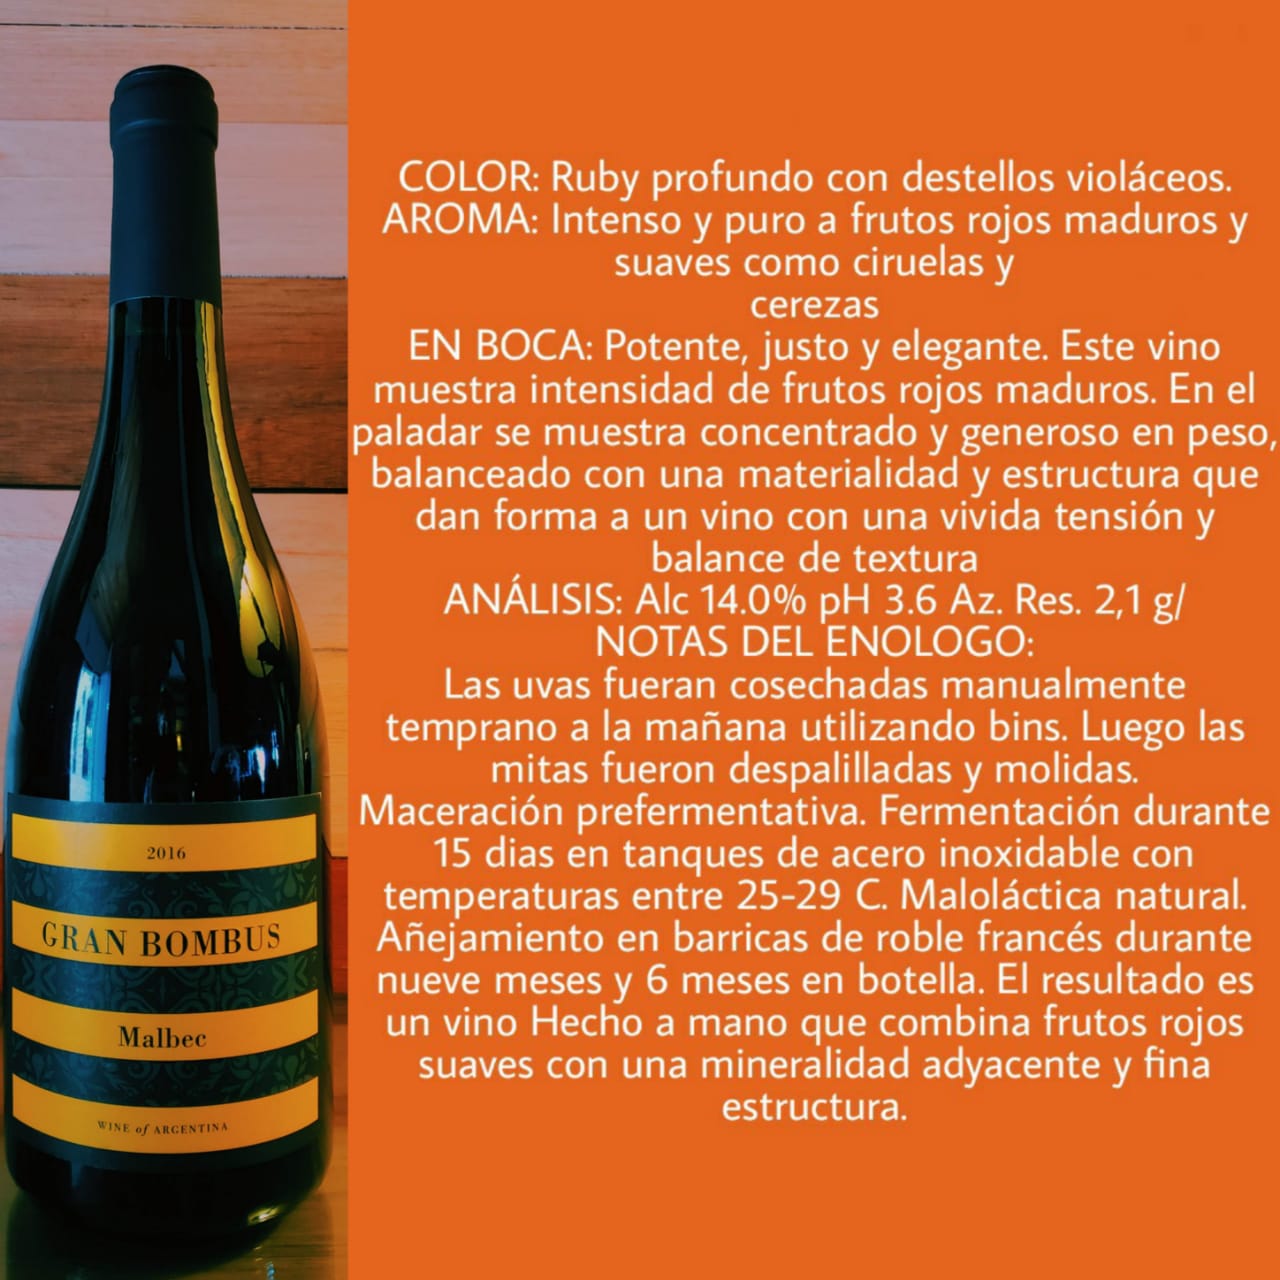 COLOR: Ruby profundo con destellos violáceos.
AROMA: Intenso y puro a frutos rojos maduros y
suaves como ciruelas y
cerezas
EN BOCA: Potente, justo y elegante. Este vino
muestra intensidad de frutos rojos maduros. En el
paladar se muestra concentrado y generoso en peso,
balanceado con una materialidad y estructura que
dan forma a un vino con una vivida tensión y
balance de textura
ANÁLISIS: Alc 14.0% pH 3.6 Az. Res. 2,1 g/
NOTAS DEL ENOLOGO:
Las uvas fueran cosechadas manualmente
temprano a la mañana utilizando bins. Luego las
mitas fueron despalilladas y molidas.
Maceración prefermentativa. Fermentación durante
15 dias en tanques de acero inoxidable con
temperaturas entre 25-29 C. Maloláctica natural.
Añejamiento en barricas de roble francés durante
nueve meses y 6 meses en botella. El resultado es
un vino Hecho a mano que combina frutos rojos
suaves con una mineralidad adyacente y fina
estructura.
2016
GRAN BOMBUS
Malbec
WINE of ARGENTINA